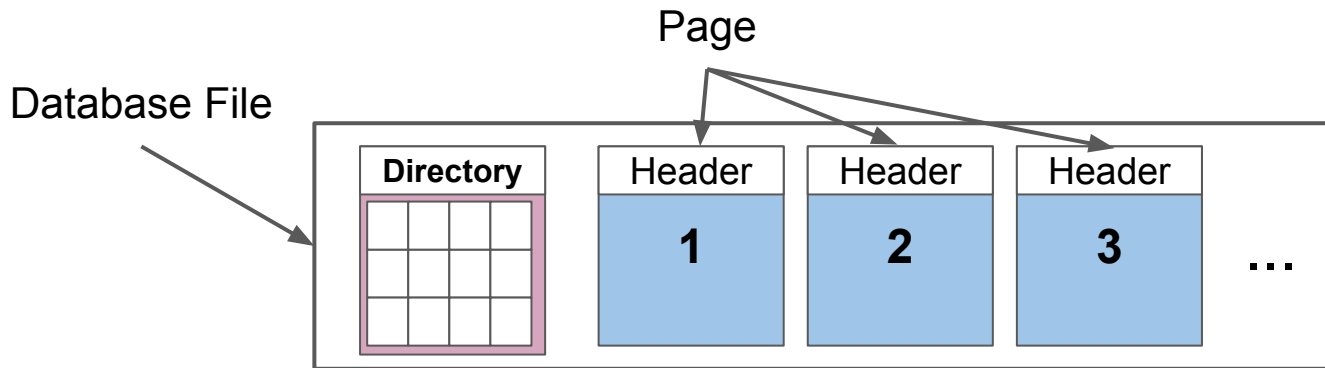 Page
Database File
Directory
Header
Header
Header
1
2
3
...